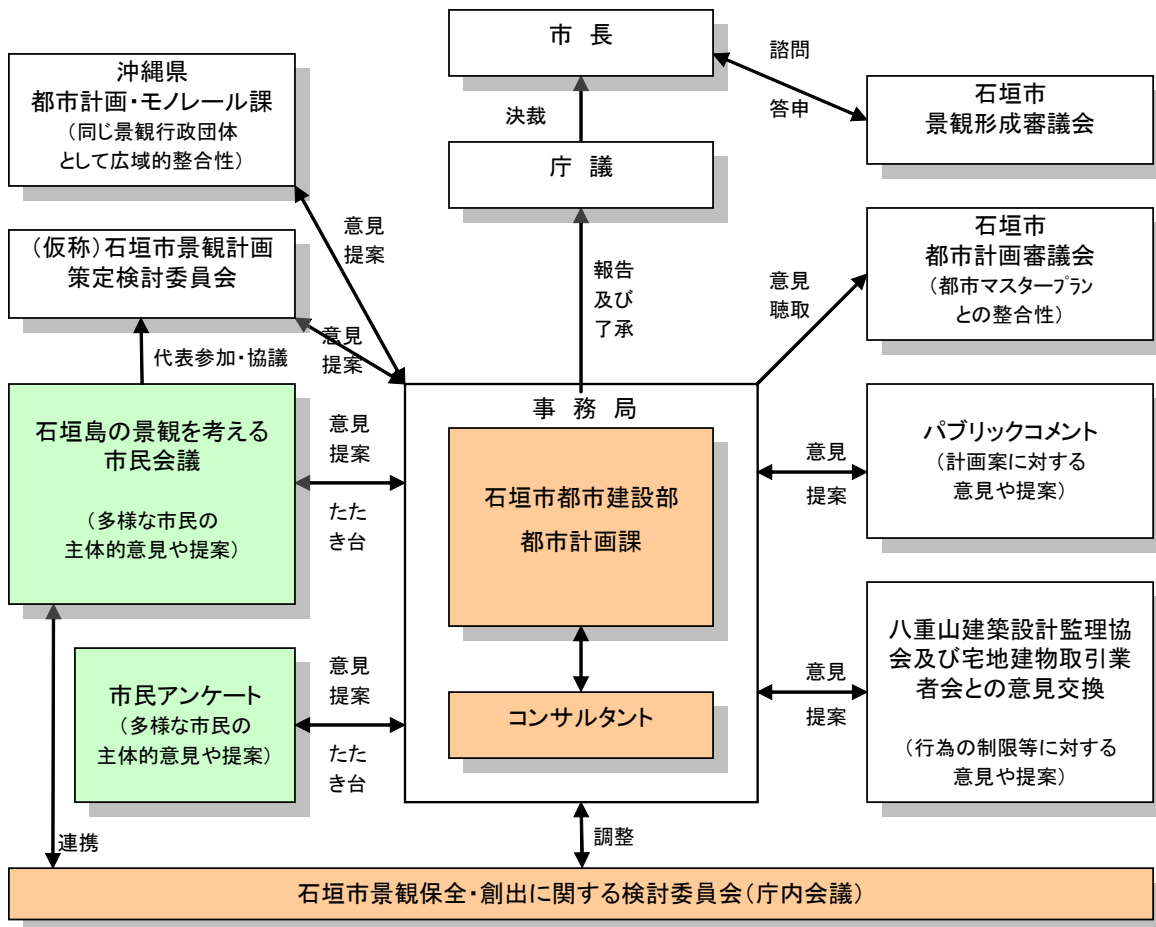 市 長
諮問
答申
石垣市
景観形成審議会
沖縄県
都市計画・モノレール課
(同じ景観行政団体
として広域的整合性)
決裁
庁 議
意見
提案
(仮称)石垣市景観計画
策定検討委員会
報告
及び
了承
意見
聴取
石垣市
都市計画審議会
(都市マスタープラン
との整合性)
意見
提案
代表参加・協議
石垣島の景観を考える
市民会議
(多様な市民の
主体的意見や提案)
意見
提案
たた
き台
事 務 局
石垣市都市建設部
都市計画課
コンサルタント
意見
提案
パブリックコメント
(計画案に対する
意見や提案)
意見
提案
八重山建築設計監理協
会及び宅地建物取引業
者会との意見交換
(行為の制限等に対する
意見や提案)
市民アンケート
(多様な市民の
主体的意見や提案)
意見
提案
たた
き台
連携
調整
石垣市景観保全・創出に関する検討委員会(庁内会議)